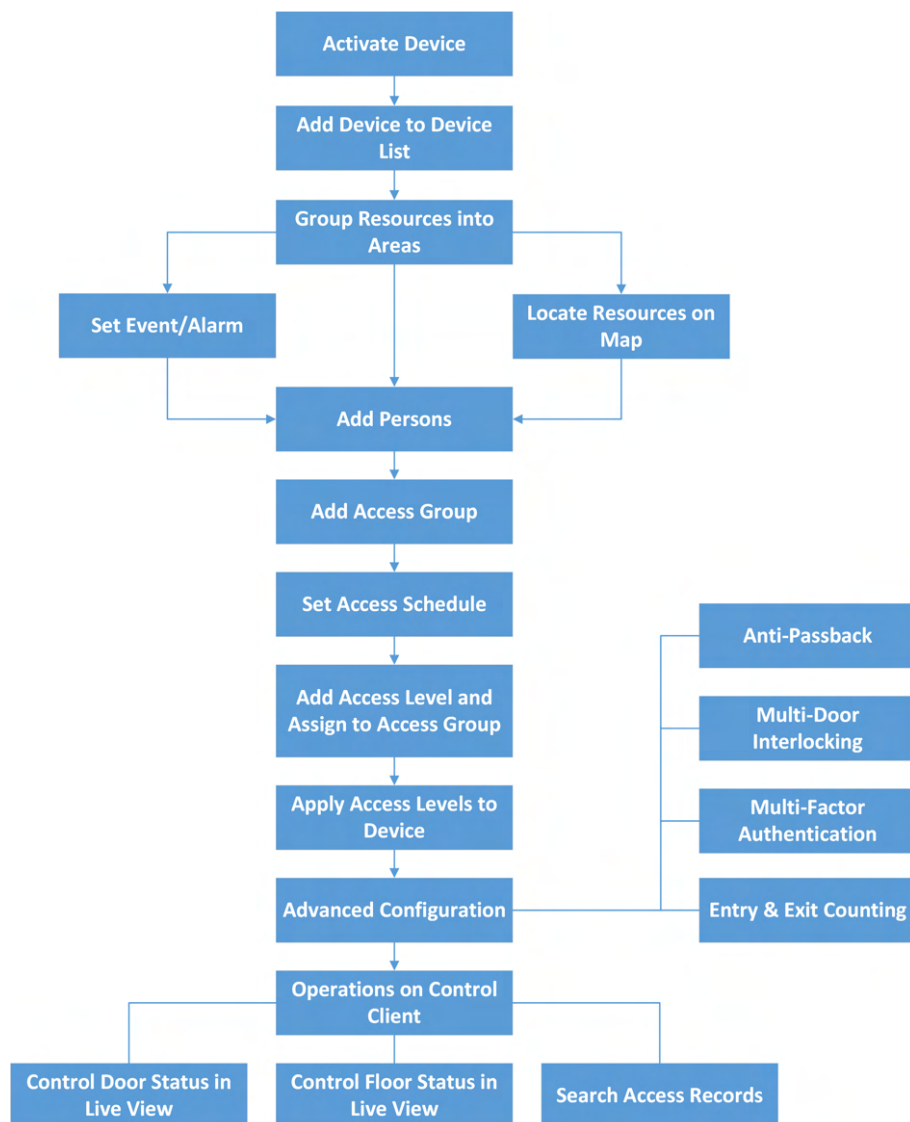 Activate Device
Add Device to Device
List
Group Resources into
Areas
Set Event/Alarm
Locate Resources on
Map
Add Persons
Add Access Group
Set Access Schedule
Anti-Passback
Add Access Level and
Assign to Access Group
Multi-Door
Interlocking
Apply Access Levels to
Device
Multi-Factor
Authentication
Advanced Configuration
Entry & Exit Counting
Operations on Control
Client
Control Door Status in
Live View
Control Floor Status in
Live View
Search Access Records